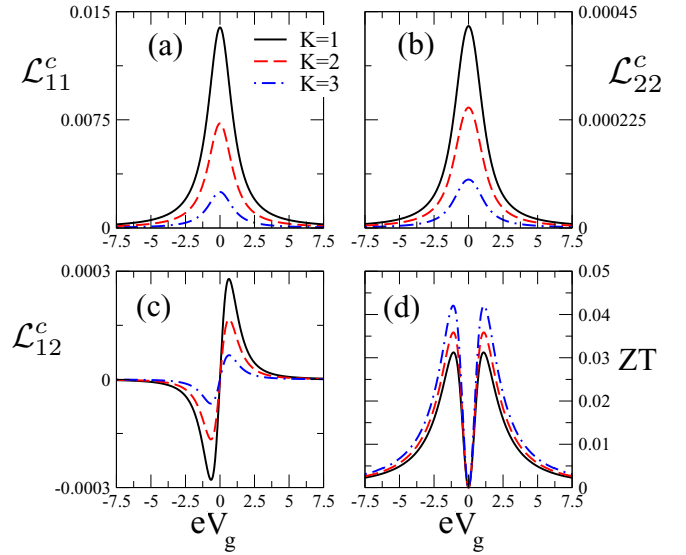 0.015
0.0075
0
(a)
K=1
K=2
K=3
-7.5 -5 -2.5 0 2.5 5 7.5
ℒᶜ₁₁
(b)
0.00045
0.000225
0
-7.5 -5 -2.5 0 2.5 5 7.5
ℒᶜ₂₂
0.0003
0
-0.0003
(c)
-7.5 -5 -2.5 0 2.5 5 7.5
ℒᶜ₁₂
eV_g
(d)
0.05
0.04
0.03
0.02
0.01
0
-7.5 -5 -2.5 0 2.5 5 7.5
ZT
eV_g